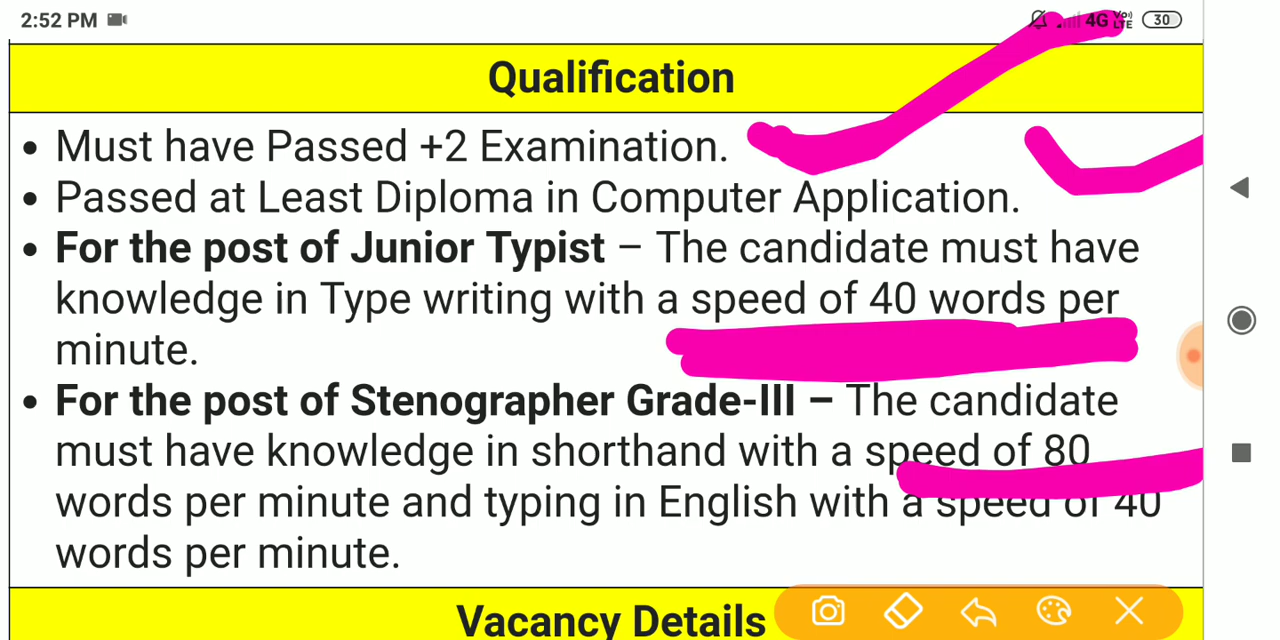 2:52 PM
4G Vo) LTE 30
Qualification
• Must have Passed +2 Examination.
• Passed at Least Diploma in Computer Application.
• For the post of Junior Typist – The candidate must have
knowledge in Type writing with a speed of 40 words per
minute.
• For the post of Stenographer Grade-III – The candidate
must have knowledge in shorthand with a speed of 80
words per minute and typing in English with a speed of 40
words per minute.
Vacancy Details